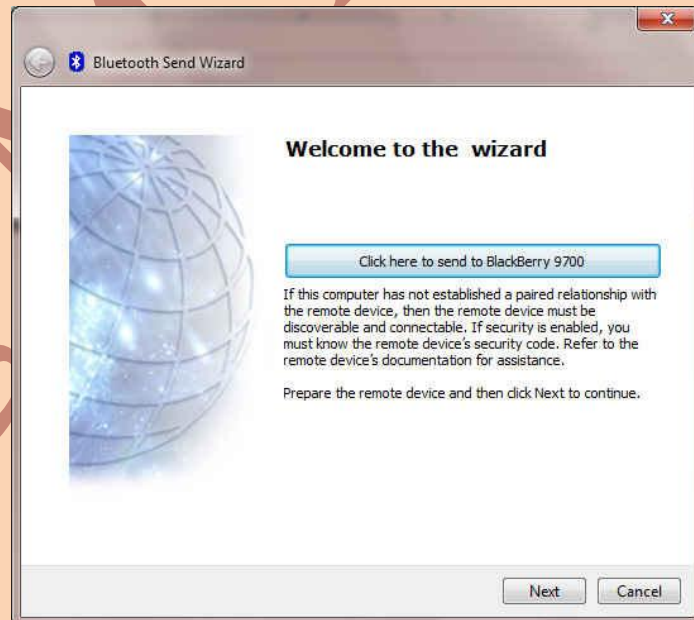 Bluetooth Send Wizard
Welcome to the wizard
Click here to send to BlackBerry 9700
If this computer has not established a paired relationship with
the remote device, then the remote device must be
discoverable and connectable. If security is enabled, you
must know the remote device's security code. Refer to the
remote device's documentation for assistance.
Prepare the remote device and then click Next to continue.
Next Cancel